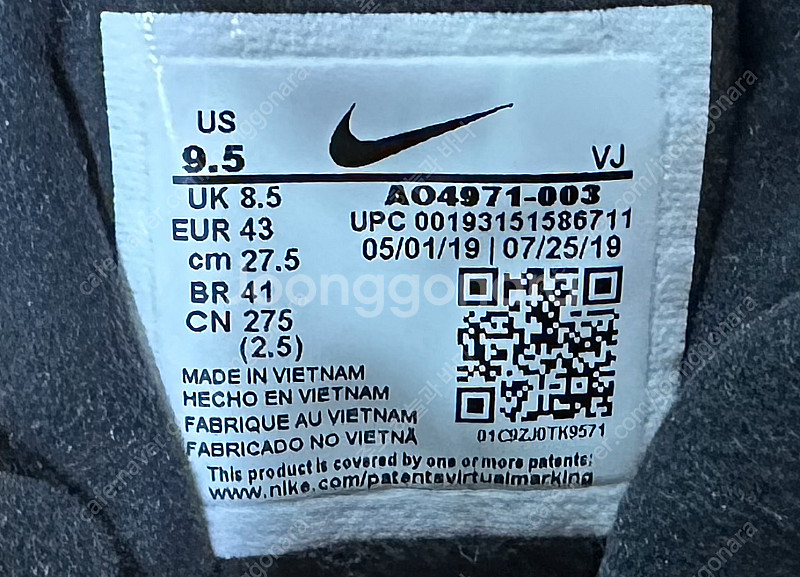 US
9.5
VJ
UK 8.5
AO4971-003
EUR 43
UPC 00193151586711
cm 27.5
05/01/19 | 07/25/19
BR 41
CN 275
(2.5)
MADE IN VIETNAM
HECHO EN VIETNAM
FABRIQUE AU VIETNAM
FABRICADO NO VIETNÃ
01C9ZJ0TK9571
This product is covered by one or more patents:
www.nike.com/patentsvirtualmarking
Joonggonara